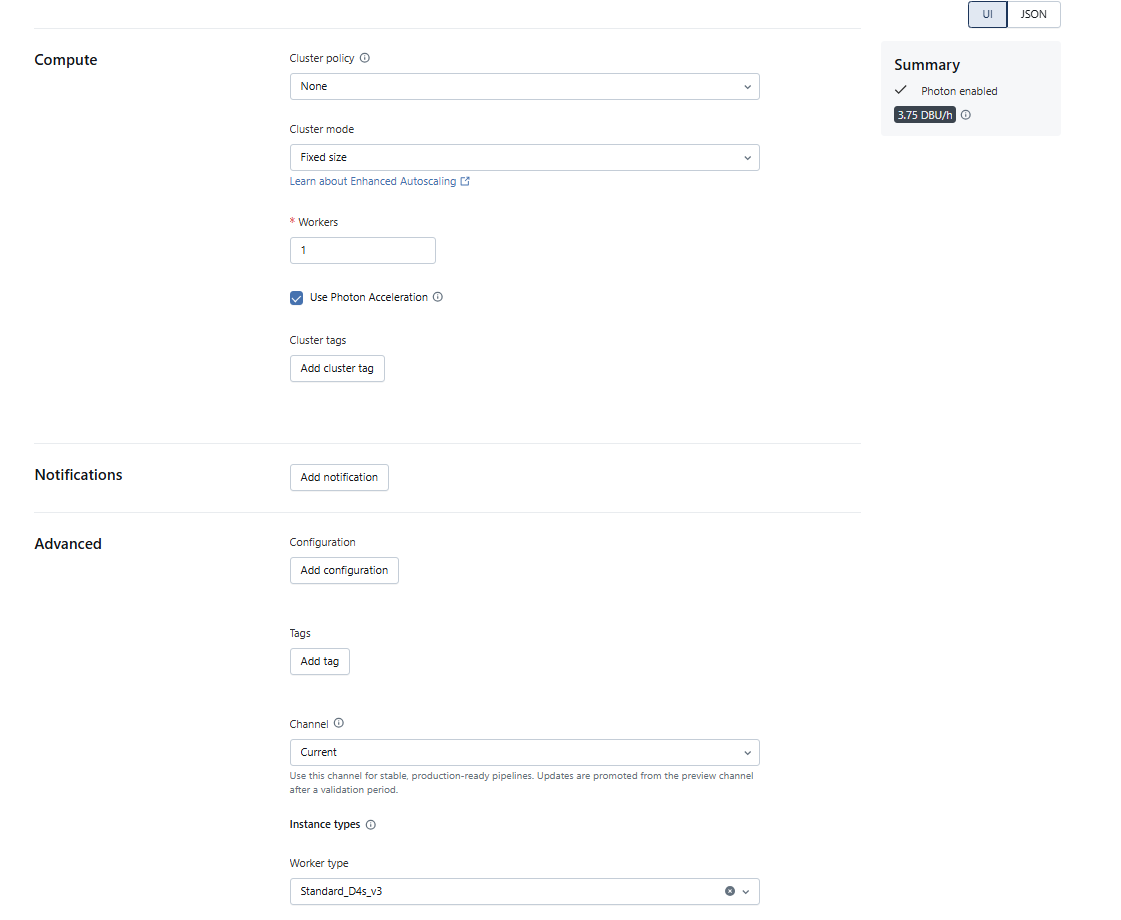 UI
JSON
Compute
Cluster policy
None
Cluster mode
Fixed size
Learn about Enhanced Autoscaling
* Workers
1
Use Photon Acceleration
Cluster tags
Add cluster tag
Summary
Photon enabled
3.75 DBU/h
Notifications
Add notification
Advanced
Configuration
Add configuration
Tags
Add tag
Channel
Current
Use this channel for stable, production-ready pipelines. Updates are promoted from the preview channel
after a validation period.
Instance types
Worker type
Standard_D4s_v3